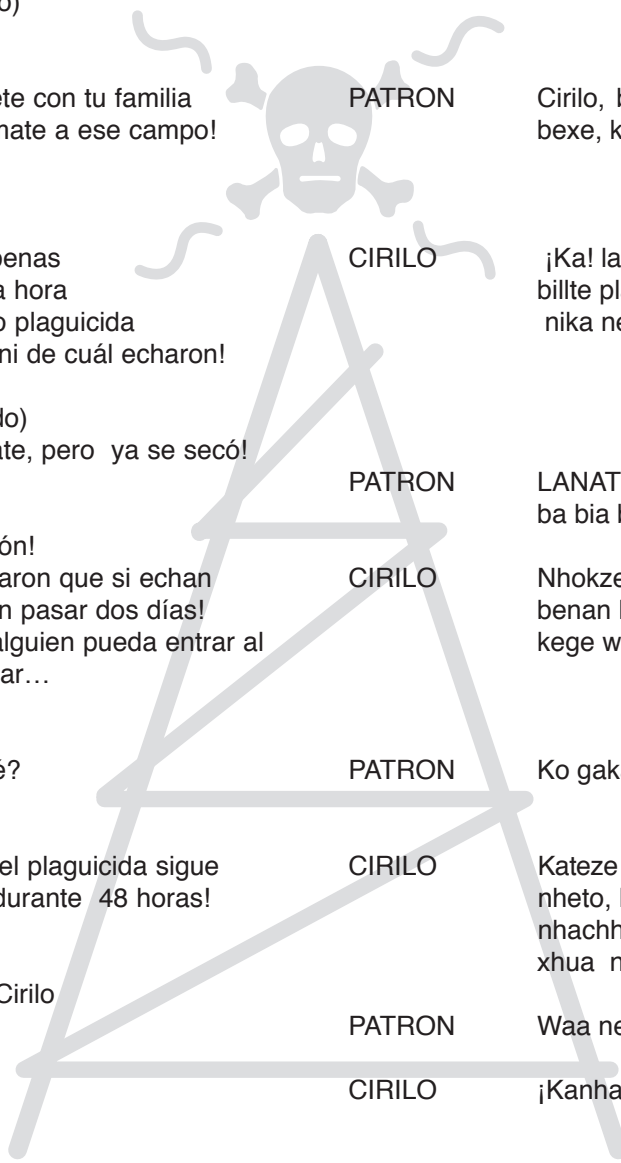 ete con tu familia
mate a ese campo!
penas
a hora
o plaguicida
ni de cuál echaron!
do)
ate, pero ya se secó!
ón!
aron que si echan
n pasar dos días!
alguien pueda entrar al
ar…
é?
el plaguicida sigue
durante 48 horas!
Cirilo
PATRON Cirilo, b
bexe, k
CIRILO ¡Ka! la
billte pl
nika ne
PATRON LANAT
ba bia b
CIRILO Nhokze
benan
kege w
PATRON Ko gak
CIRILO Kateze
nheto,
nhachh
xhua n
PATRON Waa ne
CIRILO ¡Kanha